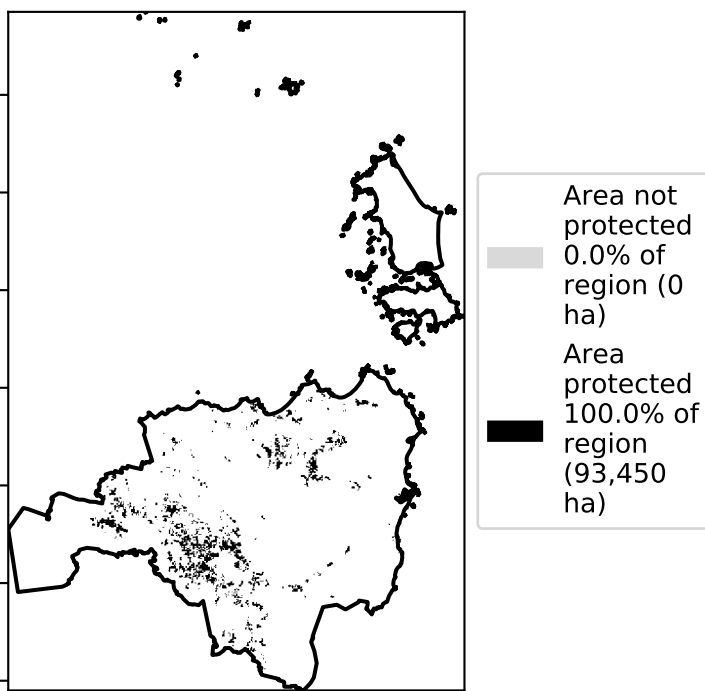 Area not
protected
0.0% of
region (0
ha)
Area
protected
100.0% of
region
(93,450
ha)